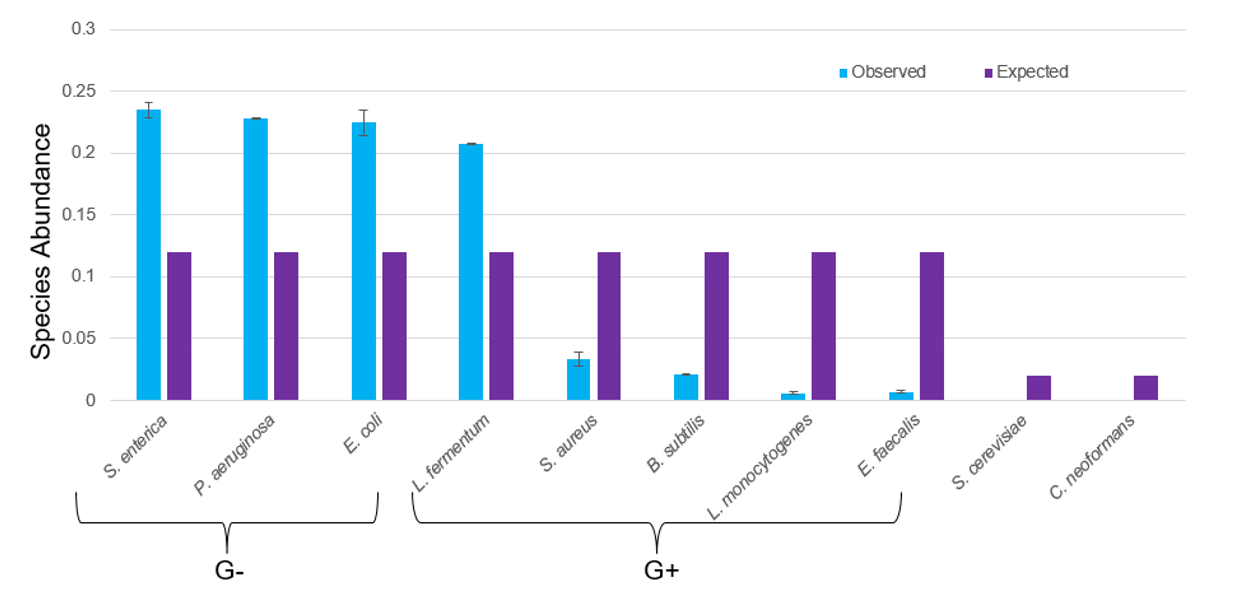 0.3
Observed
Expected
0.25
0.2
0.15
0.1
0.05
0
Species Abundance
S. enterica
P. aeruginosa
E. coli
L. fermentum
S. aureus
B. subtilis
L. monocytogenes
E. faecalis
S. cerevisiae
C. neoformans
G-
G+